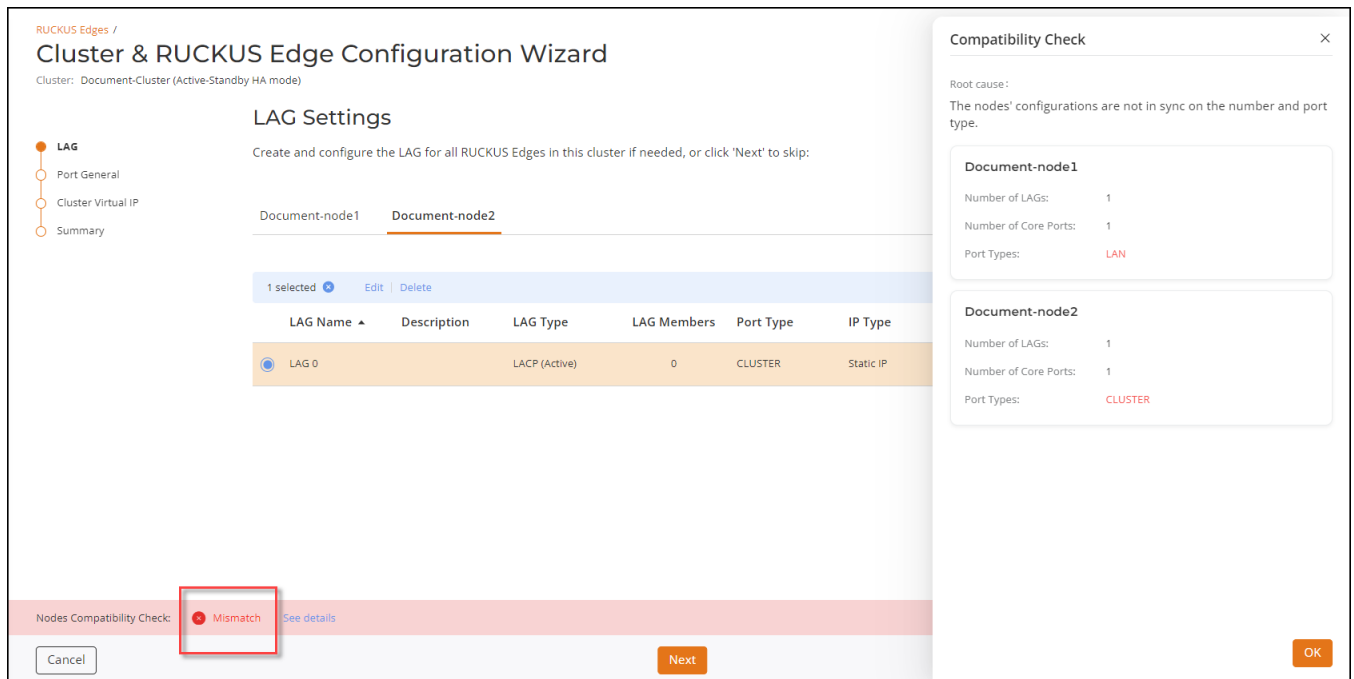 RUCKUS Edges /
Cluster & RUCKUS Edge Configuration Wizard
Cluster: Document-Cluster (Active-Standby HA mode)
LAG
Port General
Cluster Virtual IP
Summary
LAG Settings
Create and configure the LAG for all RUCKUS Edges in this cluster if needed, or click 'Next' to skip:
Document-node1 Document-node2
1 selected Edit Delete
LAG Name Description LAG Type LAG Members Port Type IP Type
LAG 0 LACP (Active) 0 CLUSTER Static IP
Nodes Compatibility Check: Mismatch See details
Cancel Next
Compatibility Check
Root cause:
The nodes' configurations are not in sync on the number and port
type.
Document-node1
Number of LAGs: 1
Number of Core Ports: 1
Port Types: LAN
Document-node2
Number of LAGs: 1
Number of Core Ports: 1
Port Types: CLUSTER
OK